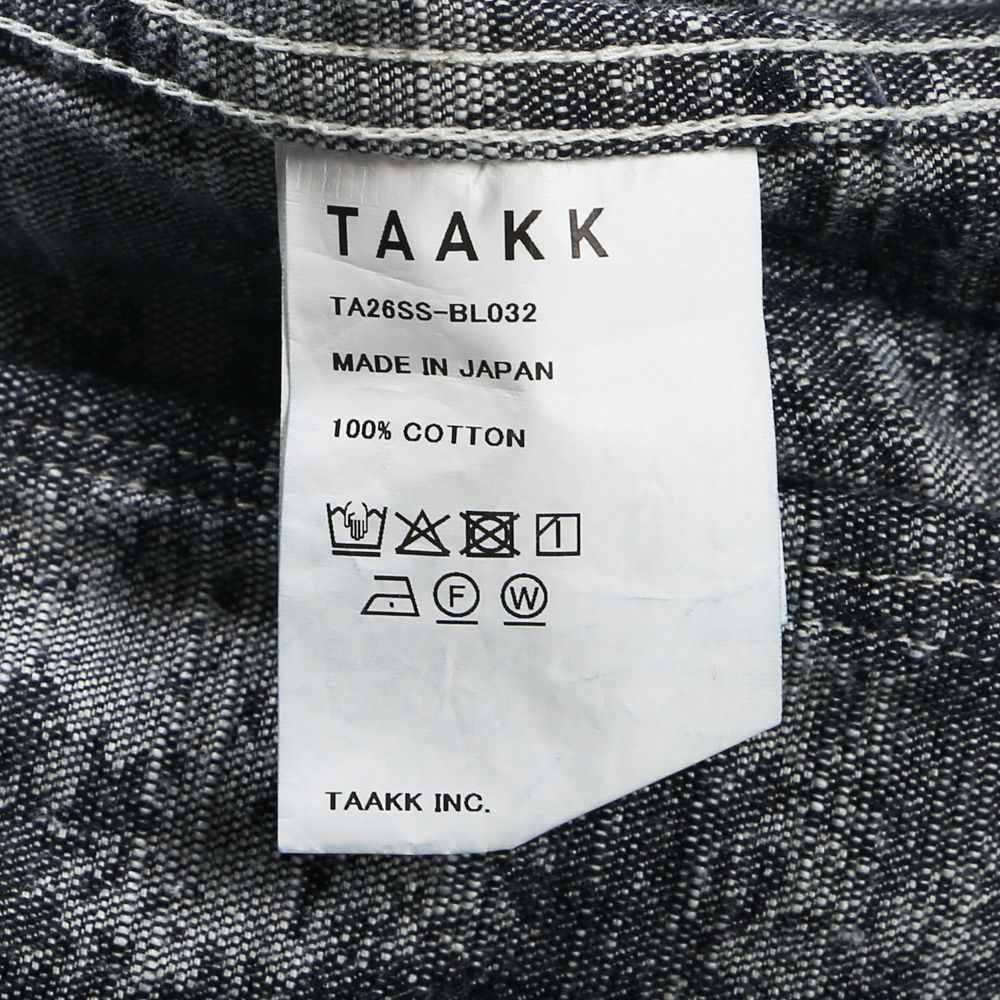 TAAKK
TA26SS-BL032
MADE IN JAPAN
100% COTTON
F W
TAAKK INC.